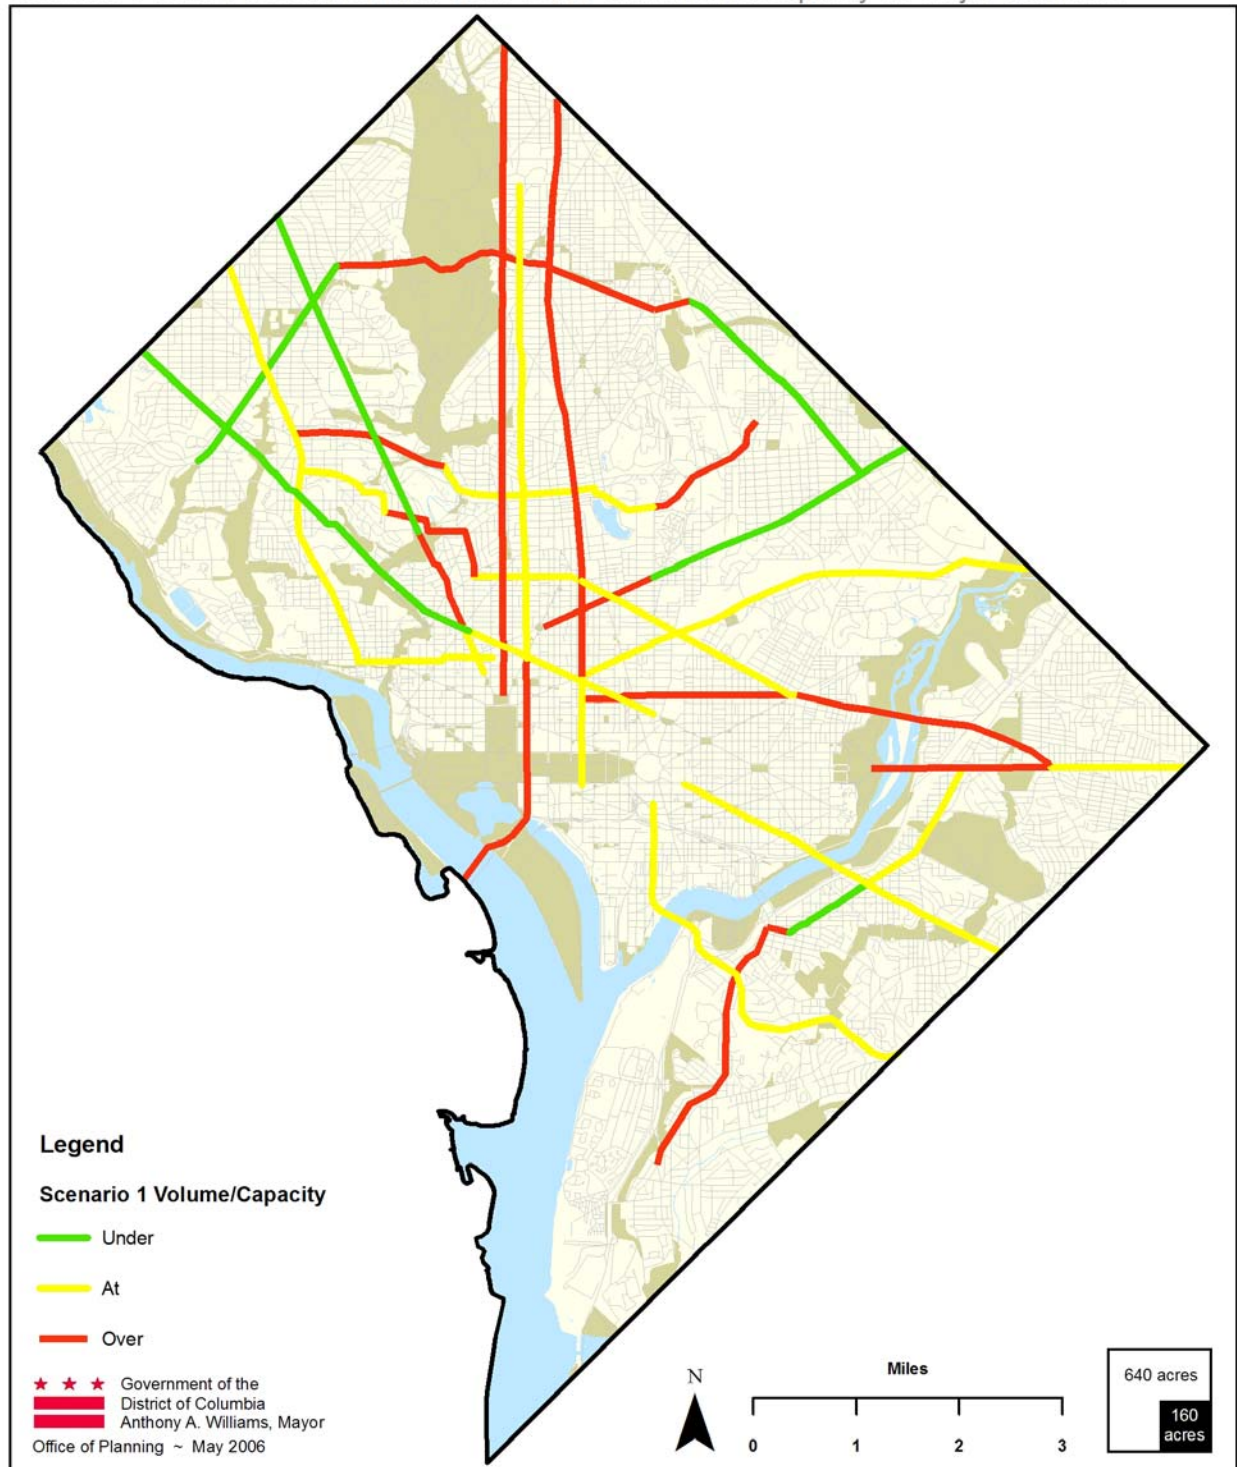 Legend
Scenario 1 Volume/Capacity
Under
At
Over
Government of the
District of Columbia
Anthony A. Williams, Mayor
Office of Planning ~ May 2006
N
Miles
0 1 2 3
640 acres
160
acres